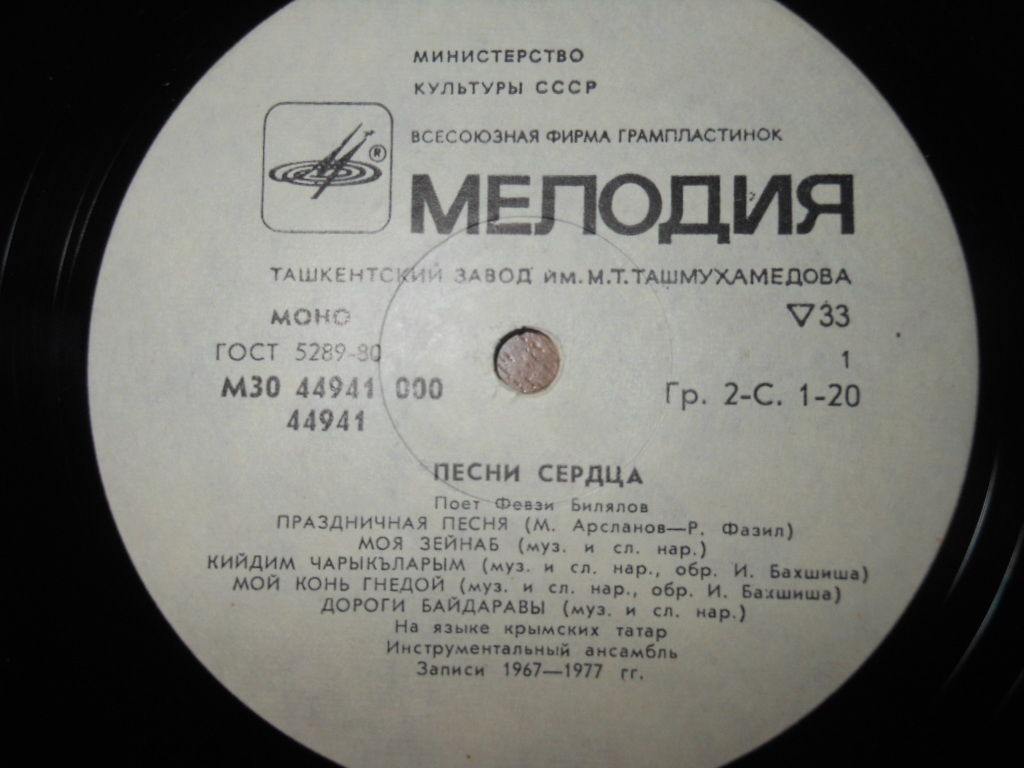 МИНИСТЕРСТВО
КУЛЬТУРЫ СССР
ВСЕСОЮЗНАЯ ФИРМА ГРАМПЛАСТИНОК
®
МЕЛОДИЯ
ТАШКЕНТСКИЙ ЗАВОД им. М.Т. ТАШМУХАМЕДОВА
МОНО ▽33
ГОСТ 5289-80 1
М30 44941 000 Гр. 2-С. 1-20
44941
ПЕСНИ СЕРДЦА
Поет Февзи Билялов
ПРАЗДНИЧНАЯ ПЕСНЯ (М. Арсланов—Р. Фазил)
МОЯ ЗЕЙНАБ (муз. и сл. нар.)
КИЙДИМ ЧАРЫКЪЛАРЫМ (муз. и сл. нар., обр. И. Бахшиша)
МОЙ КОНЬ ГНЕДОЙ (муз. и сл. нар., обр. И. Бахшиша)
ДОРОГИ БАЙДАРАВЫ (муз. и сл. нар.)
На языке крымских татар
Инструментальный ансамбль
Записи 1967—1977 гг.